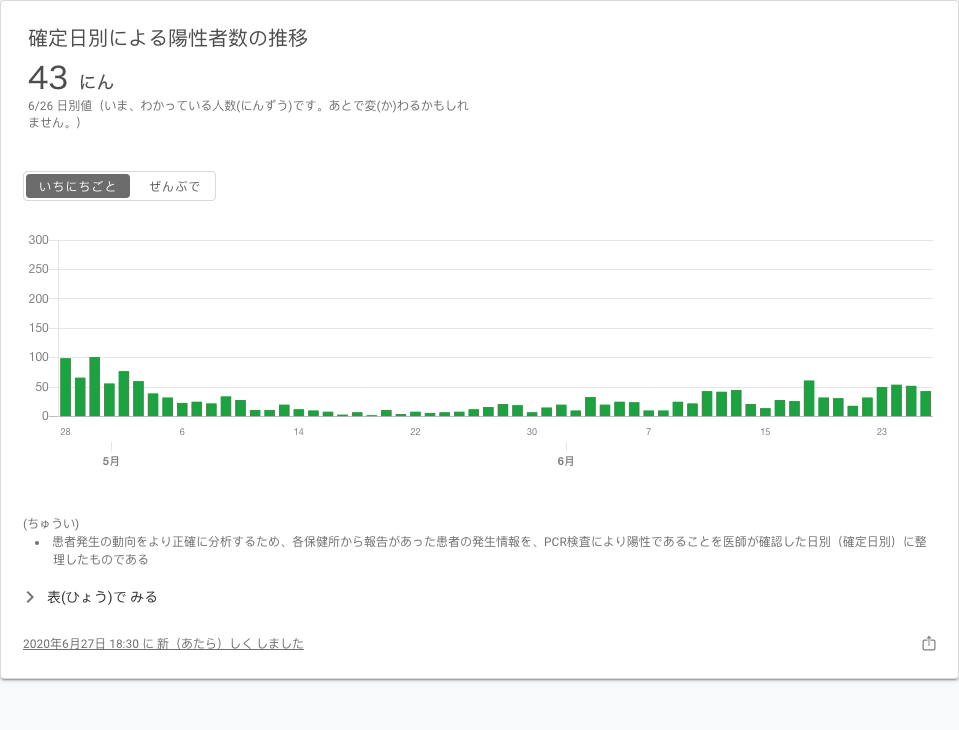 確定日別による陽性者数の推移
43 にん
6/26 日別値（いま、わかっている人数(にんずう)です。あとで変(か)わるかもしれ
ません。）
いちにちごと ぜんぶで
300
250
200
150
100
50
0
28 6 14 22 30 7 15 23
5月 6月
(ちゅうい)
• 患者発生の動向をより正確に分析するため、各保健所から報告があった患者の発生情報を、PCR検査により陽性であることを医師が確認した日別（確定日別）に整
理したものである
表(ひょう)で みる
2020年6月27日 18:30 に 新（あたら）しく しました